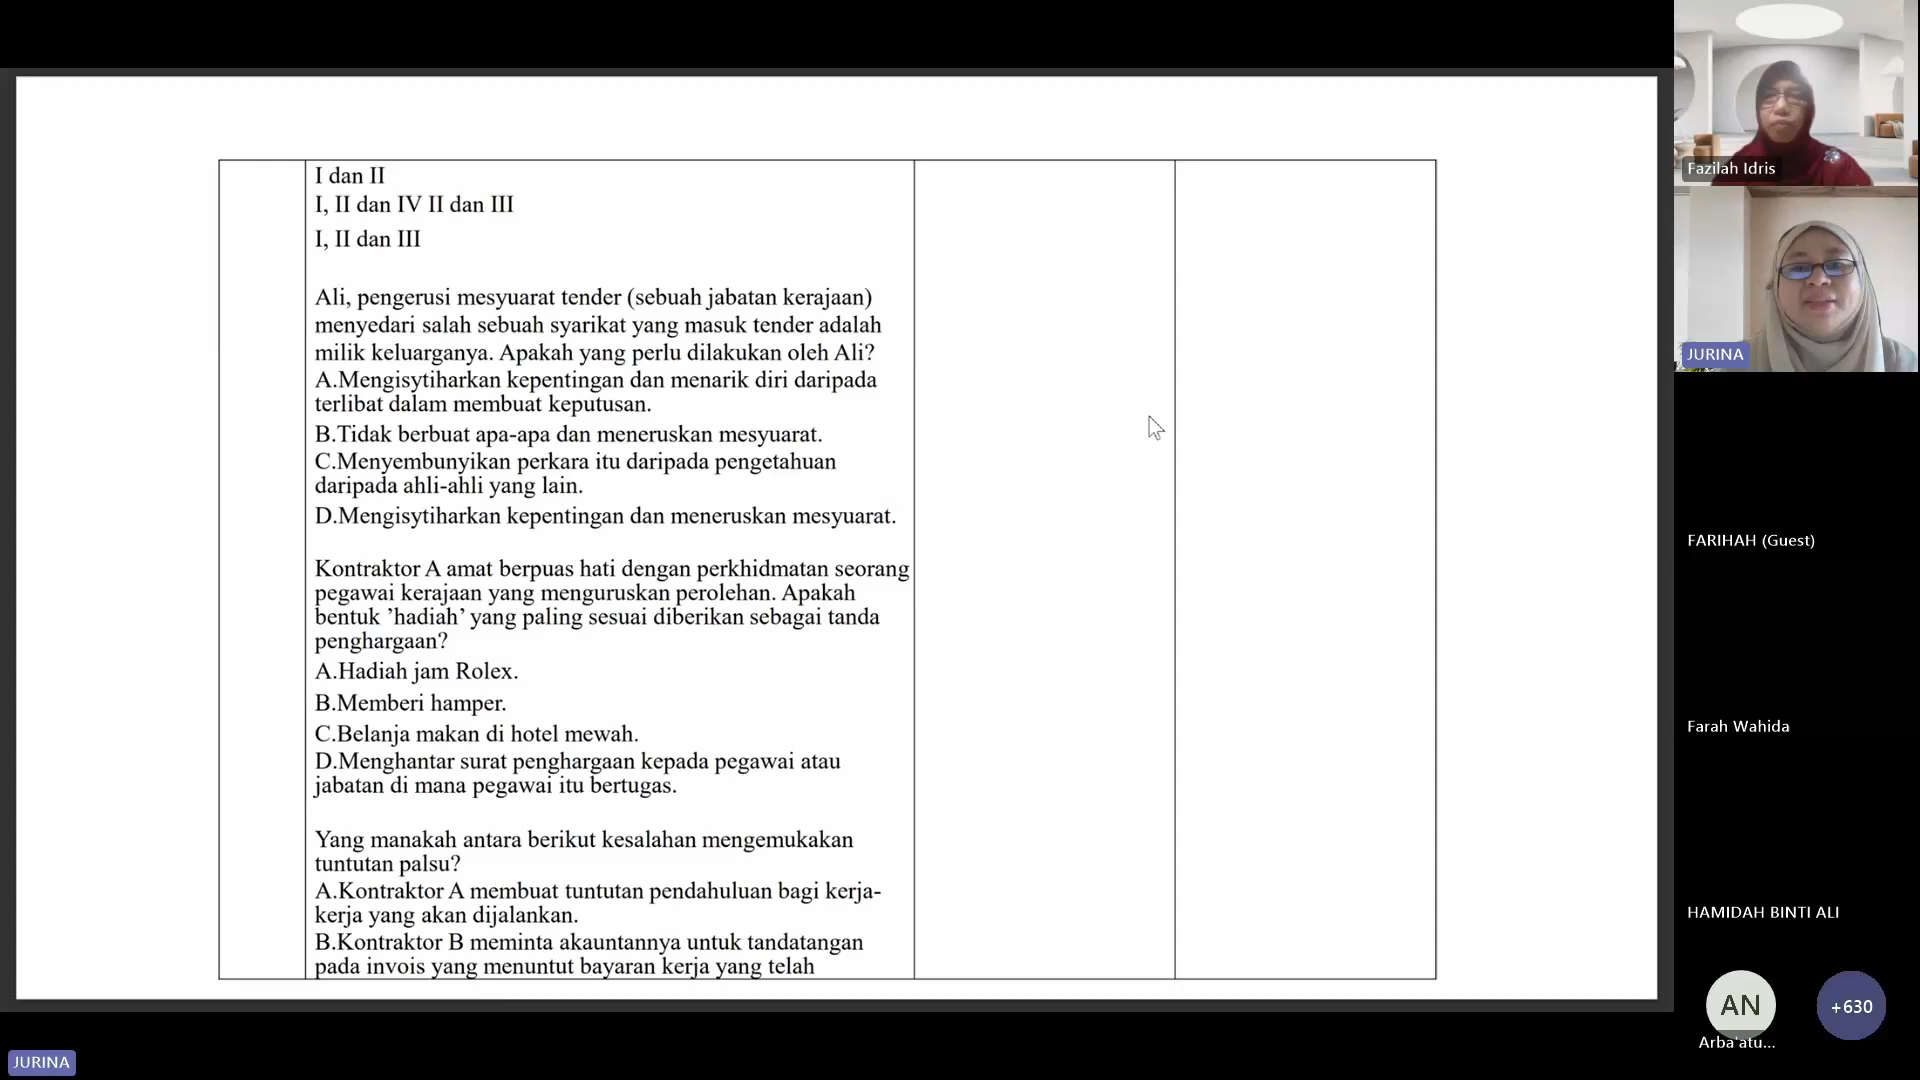 I dan II
I, II dan IV II dan III
I, II dan III
Ali, pengerusi mesyuarat tender (sebuah jabatan kerajaan)
menyedari salah sebuah syarikat yang masuk tender adalah
milik keluarganya. Apakah yang perlu dilakukan oleh Ali?
A.Mengisytiharkan kepentingan dan menarik diri daripada
terlibat dalam membuat keputusan.
B.Tidak berbuat apa-apa dan meneruskan mesyuarat.
C.Menyembunyikan perkara itu daripada pengetahuan
daripada ahli-ahli yang lain.
D.Mengisytiharkan kepentingan dan meneruskan mesyuarat.
Kontraktor A amat berpuas hati dengan perkhidmatan seorang
pegawai kerajaan yang menguruskan perolehan. Apakah
bentuk ’hadiah’ yang paling sesuai diberikan sebagai tanda
penghargaan?
A.Hadiah jam Rolex.
B.Memberi hamper.
C.Belanja makan di hotel mewah.
D.Menghantar surat penghargaan kepada pegawai atau
jabatan di mana pegawai itu bertugas.
Yang manakah antara berikut kesalahan mengemukakan
tuntutan palsu?
A.Kontraktor A membuat tuntutan pendahuluan bagi kerja-
kerja yang akan dijalankan.
B.Kontraktor B meminta akauntannya untuk tandatangan
pada invois yang menuntut bayaran kerja yang telah
Fazilah Idris
JURINA
FARIHAH (Guest)
Farah Wahida
HAMIDAH BINTI ALI
AN
+630
Arba'atu...
JURINA